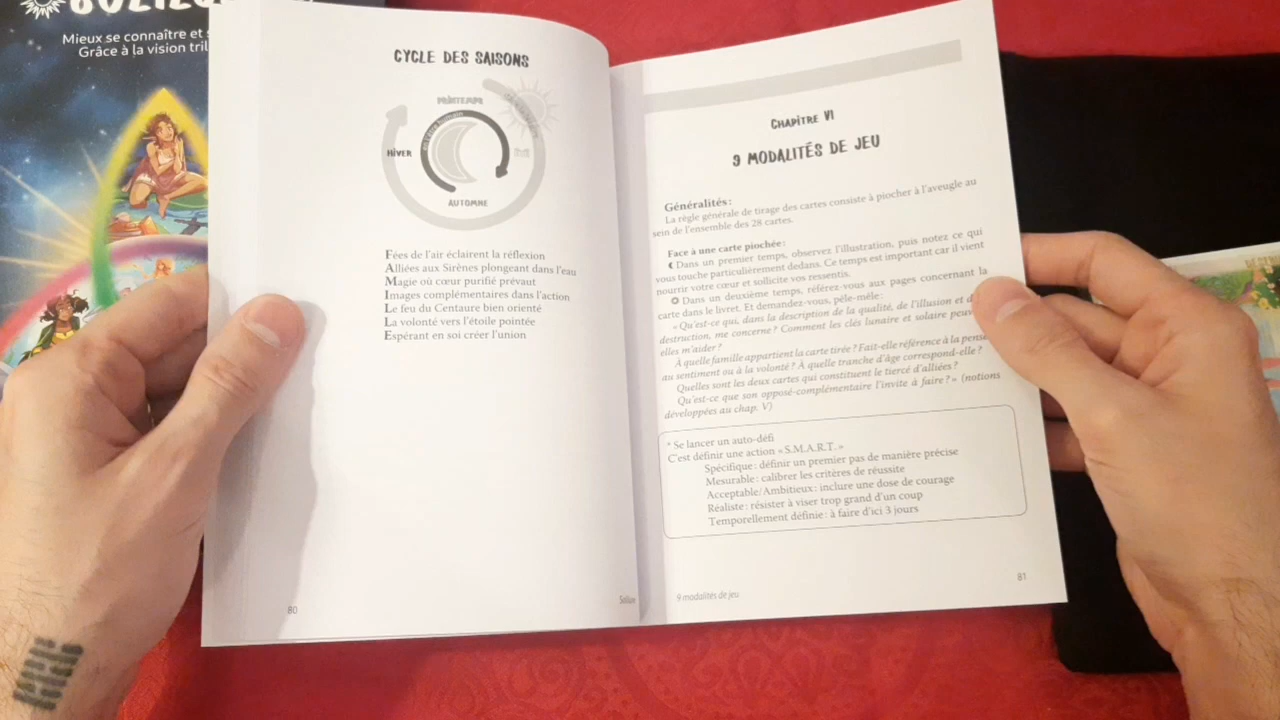 Mieux se connaître et
Grâce à la vision
CYCLE DES SAISONS
PRINTEMPS
HIVER
AUTOMNE
Fées de l'air éclairent la réflexion
Alliées aux Sirènes plongeant dans l'eau
Magie où cœur purifié prévaut
Images complémentaires dans l'action
Le feu du Centaure bien orienté
La volonté vers l'étoile pointée
Espérant en soi créer l'union
80
CHAPITRE VI
9 MODALITÉS DE JEU
Généralités :
La règle générale de tirage des cartes consiste à piocher à l'aveugle au
sein de l'ensemble des 28 cartes.
Face à une carte piochée :
Dans un premier temps, observez l'illustration, puis notez ce qui
vous touche particulièrement dedans. Ce temps est important car il vient
nourrir votre cœur et sollicite vos ressentis.
Dans un deuxième temps, référez-vous aux pages concernant la
carte dans le livret. Et demandez-vous, pêle-mêle :
« Qu'est-ce qui, dans la description de la qualité, de l'illusion et
destruction, me concerne ? Comment les clés lunaire et solaire
elles m'aider ?
À quelle famille appartient la carte tirée ? Fait-elle référence à la
au sentiment ou à la volonté ? À quelle tranche d'âge correspond-elle ?
Quelles sont les deux cartes qui constituent le tiercé d'alliées ?
Qu'est-ce que son opposé-complémentaire l'invite à faire ? » (notions
développées au chap. V)
* Se lancer un auto-défi
C'est définir une action « S.M.A.R.T. »
Spécifique : définir un premier pas de manière précise
Mesurable : calibrer les critères de réussite
Acceptable/Ambitieux : inclure une dose de courage
Réaliste : résister à viser trop grand d'un coup
Temporellement définie : à faire d'ici 3 jours
9 modalités de jeu
81